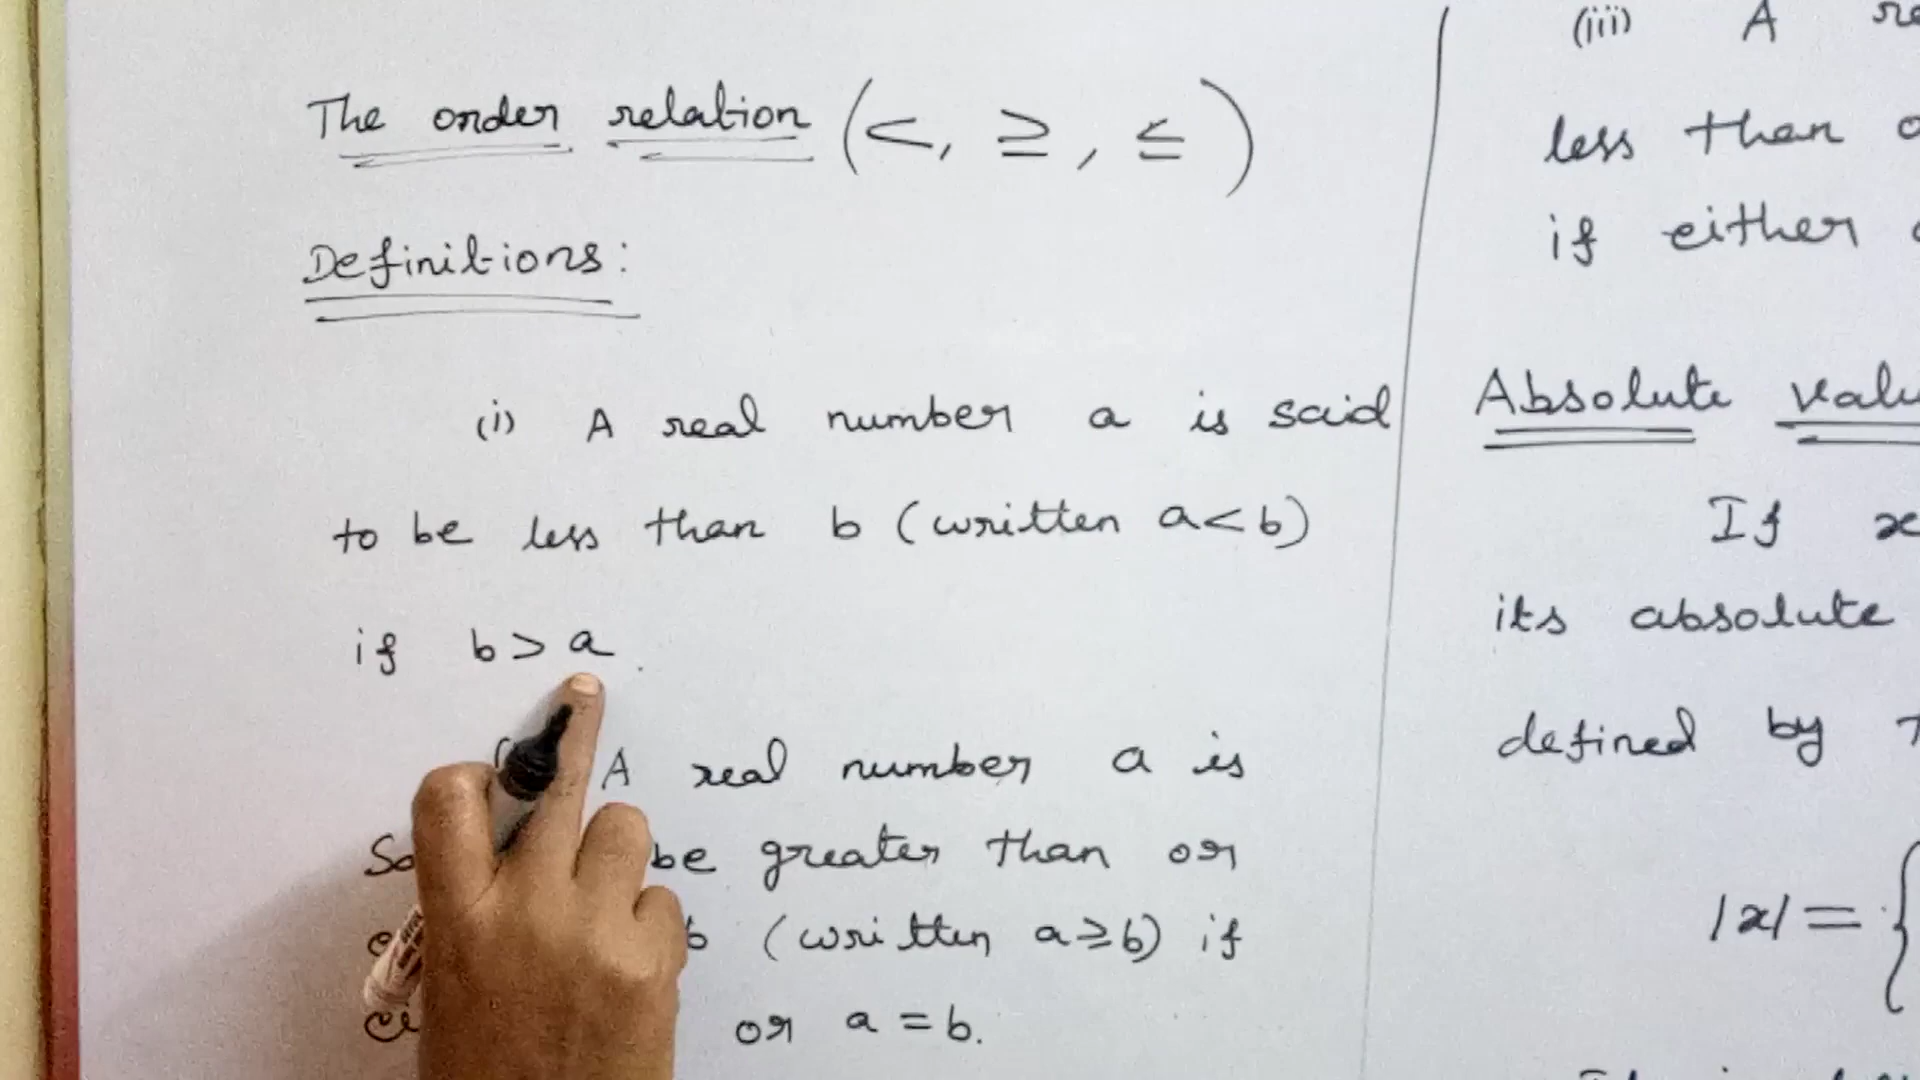 The order relation (<, ≥, ≤)
Definitions:
(i) A real number a is said
to be less than b (written a<b)
if b > a.
A real number a is
be greater than or
b (written a≥b) if
or a = b.
(iii) A
less than
if either
Absolute
If x
its absolute
defined by
|x| = {